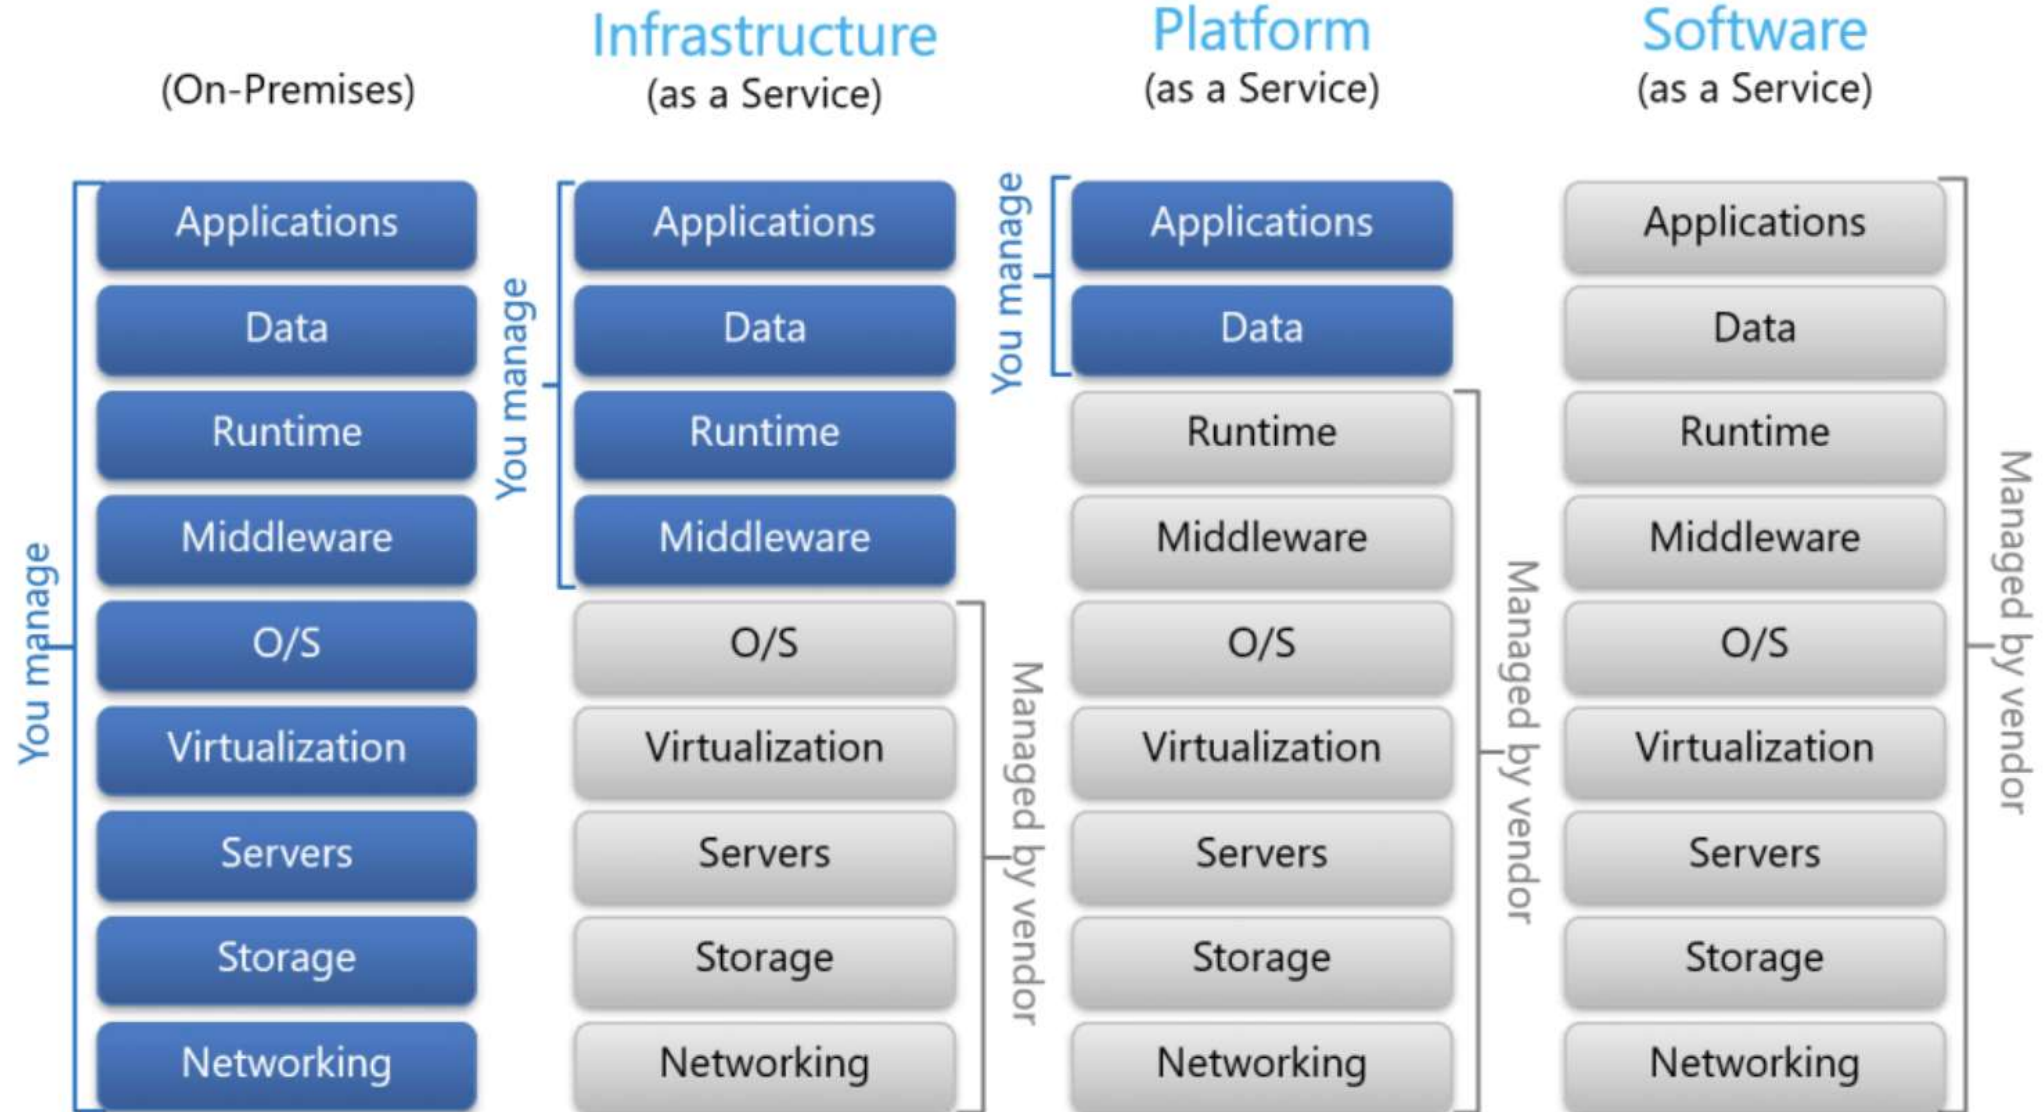 (On-Premises)
You manage
Applications
Data
Runtime
Middleware
O/S
Virtualization
Servers
Storage
Networking
Infrastructure
(as a Service)
You manage
Applications
Data
Runtime
Middleware
O/S
Virtualization
Servers
Storage
Networking
Managed by vendor
Platform
(as a Service)
You manage
Applications
Data
Runtime
Middleware
O/S
Virtualization
Servers
Storage
Networking
Managed by vendor
Software
(as a Service)
Applications
Data
Runtime
Middleware
O/S
Virtualization
Servers
Storage
Networking
Managed by vendor